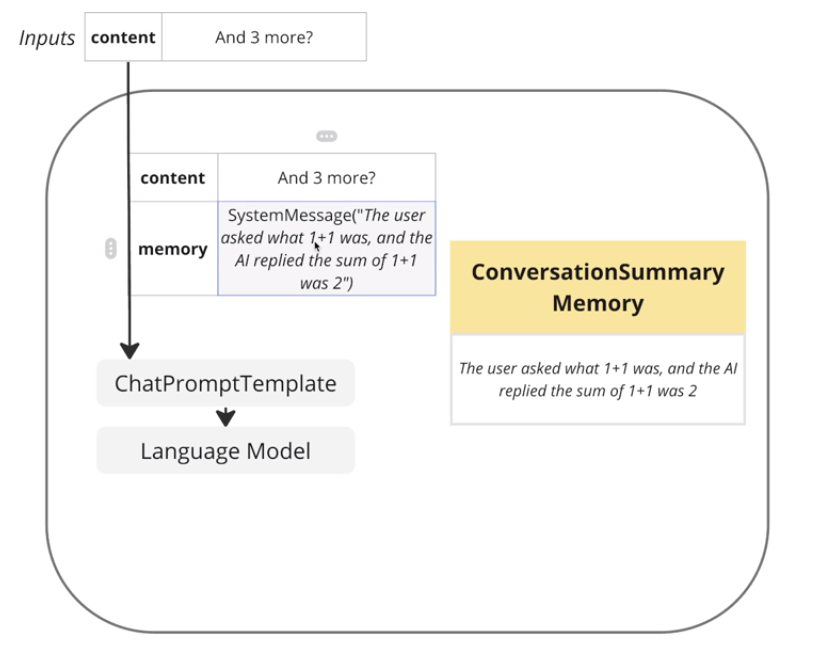 Inputs content And 3 more?
content And 3 more?
SystemMessage("The user
asked what 1+1 was, and the
memory
AI replied the sum of 1+1
was 2")
ConversationSummary
Memory
The user asked what 1+1 was, and the AI
replied the sum of 1+1 was 2
ChatPromptTemplate
Language Model